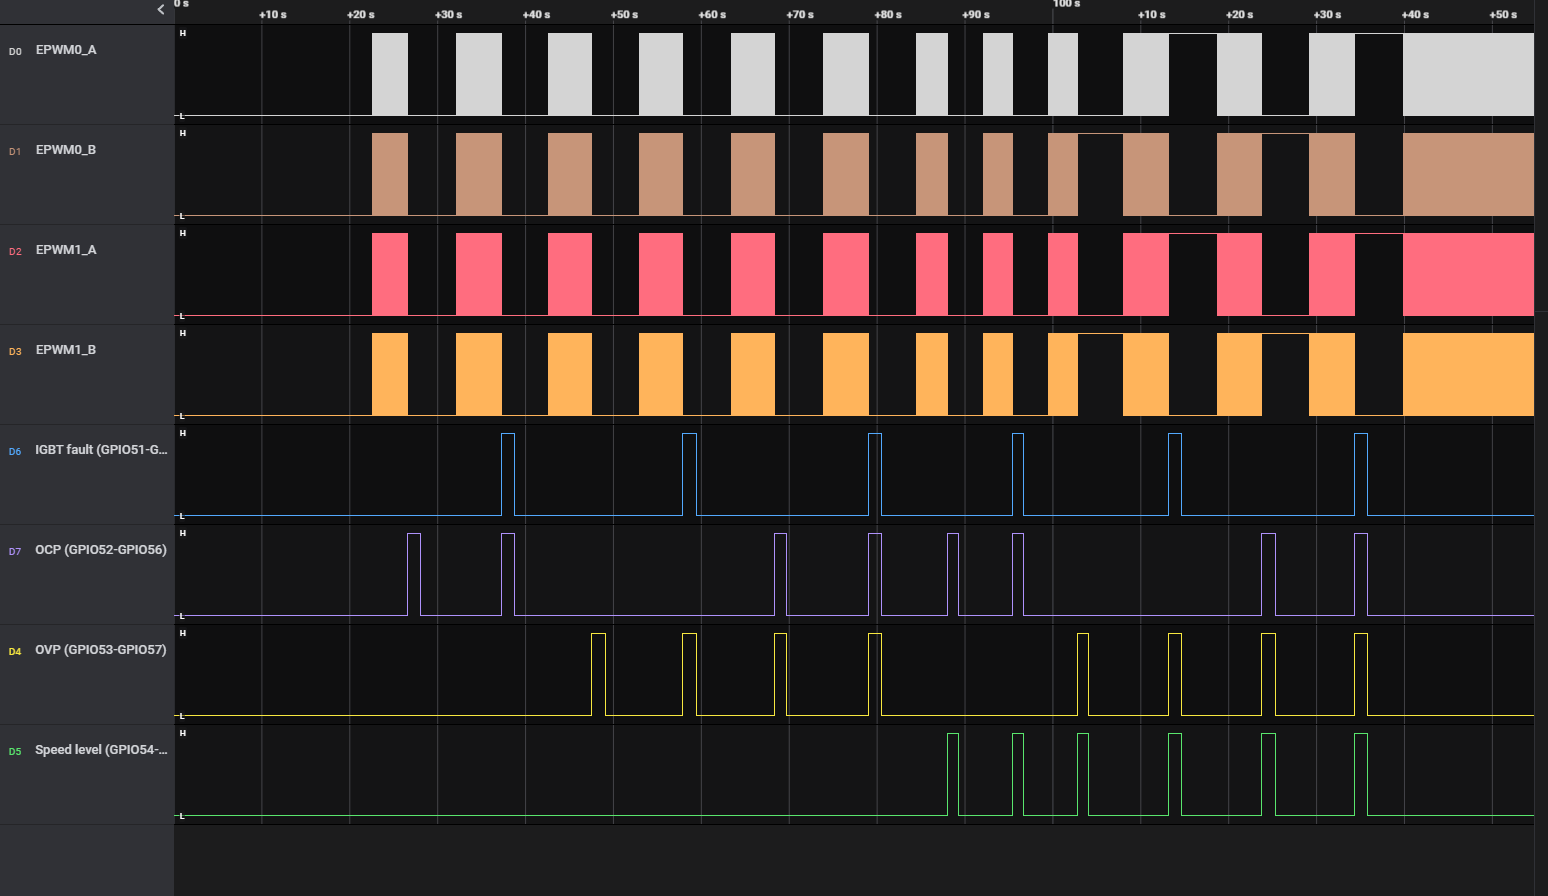 0 s
+10 s +20 s +30 s +40 s +50 s +60 s +70 s +80 s +90 s 100 s +10 s +20 s +30 s +40 s +50 s
H
D0 EPWM0_A
L
H
D1 EPWM0_B
L
H
D2 EPWM1_A
L
H
D3 EPWM1_B
L
H
D6 IGBT fault (GPIO51-G...
L
H
D7 OCP (GPIO52-GPIO56)
L
H
D4 OVP (GPIO53-GPIO57)
L
H
D5 Speed level (GPIO54-...
L